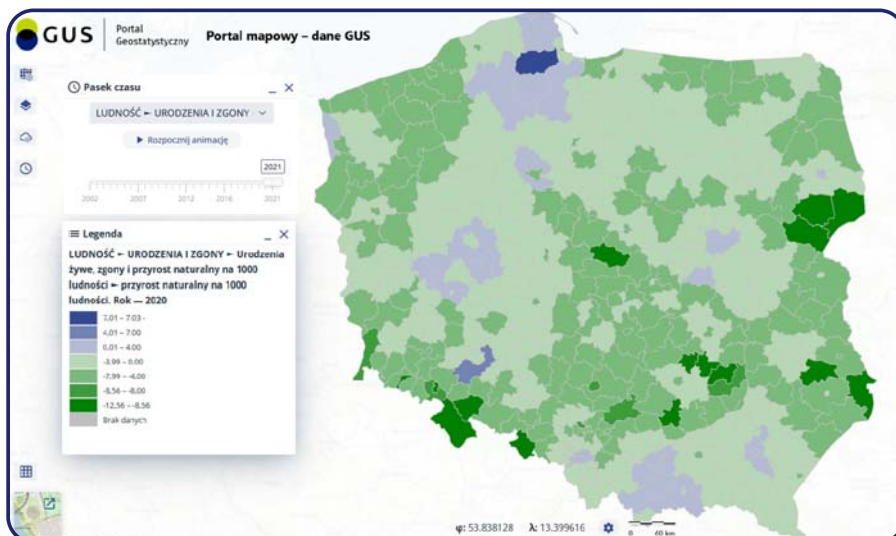 GUS
Portal
Geostatystyczny
Portal mapowy – dane GUS
Pasek czasu
LUDNOŚĆ ► URODZENIA I ZGONY
Rozpocznij animację
2021
2002 2007 2012 2016 2021
Legenda
LUDNOŚĆ ► URODZENIA I ZGONY ► Urodzenia
żywe, zgony i przyrost naturalny na 1000
ludności ► przyrost naturalny na 1000
ludności. Rok — 2020
7,01 – 7,03
4,01 – 7,00
0,01 – 4,00
-3,99 – 0,00
-7,99 – -4,00
-8,56 – -8,00
-12,56 – -8,56
Brak danych
φ: 53.838128 λ: 13.399616
0 60 km